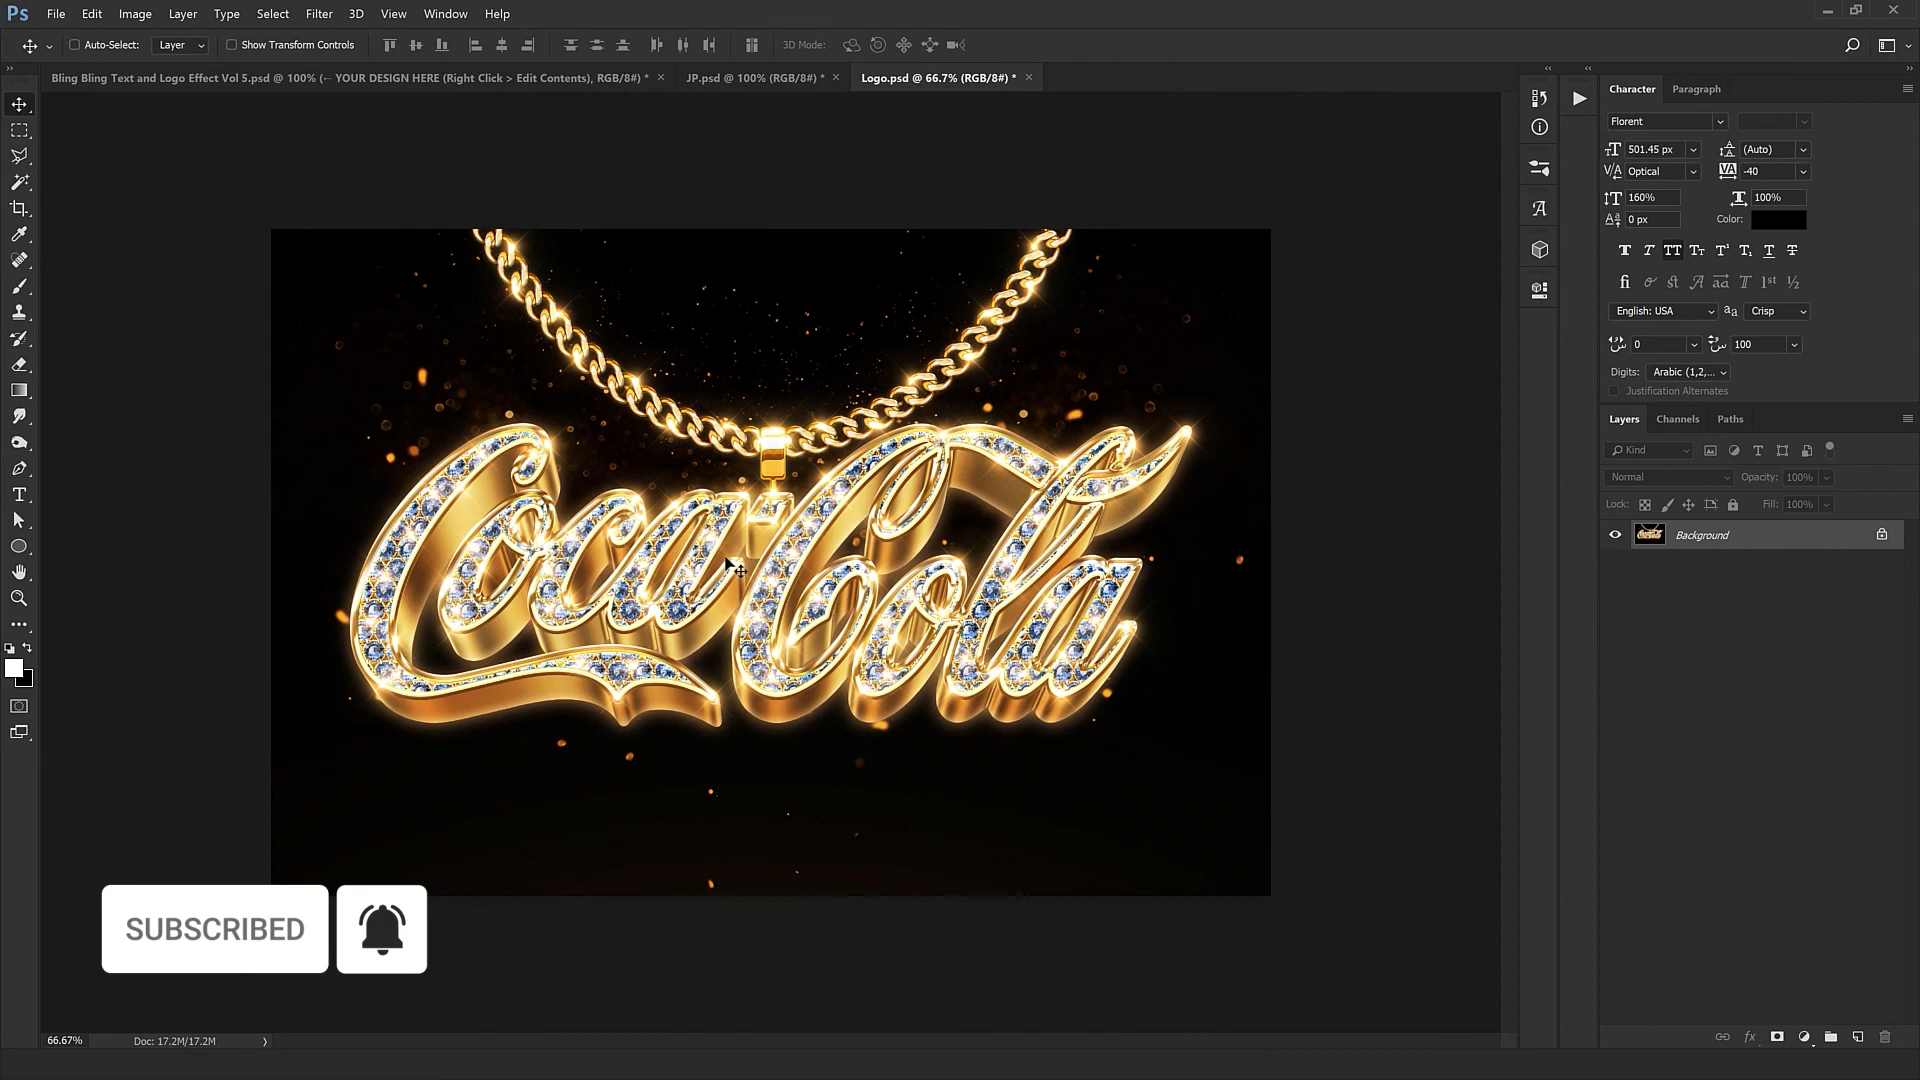 Ps File Edit Image Layer Type Select Filter 3D View Window Help
Auto-Select: Layer Show Transform Controls 3D Mode:
Bling Bling Text and Logo Effect Vol 5.psd @ 100% (← YOUR DESIGN HERE (Right Click > Edit Contents), RGB/8#) * JP.psd @ 100% (RGB/8#) * Logo.psd @ 66.7% (RGB/8#) *
Character Paragraph
Florent
501.45 px (Auto)
Optical -40
160% 100%
0 px Color:
English: USA aa Crisp
0 100
Digits: Arabic (1,2,...
Justification Alternates
Layers Channels Paths
Kind
Normal Opacity: 100%
Lock: Fill: 100%
Background
Coca-Cola
SUBSCRIBED
66.67% Doc: 17.2M/17.2M